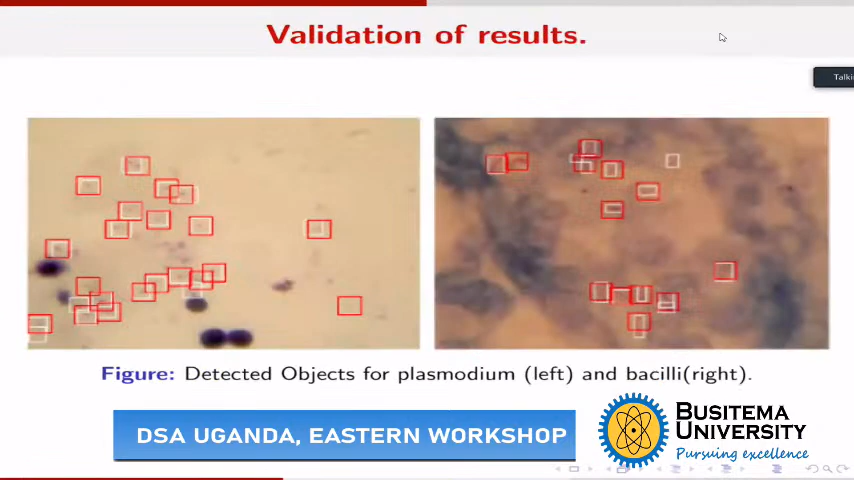 Validation of results.
Talki
Figure: Detected Objects for plasmodium (left) and bacilli(right).
DSA UGANDA, EASTERN WORKSHOP
BUSITEMA
UNIVERSITY
Pursuing excellence